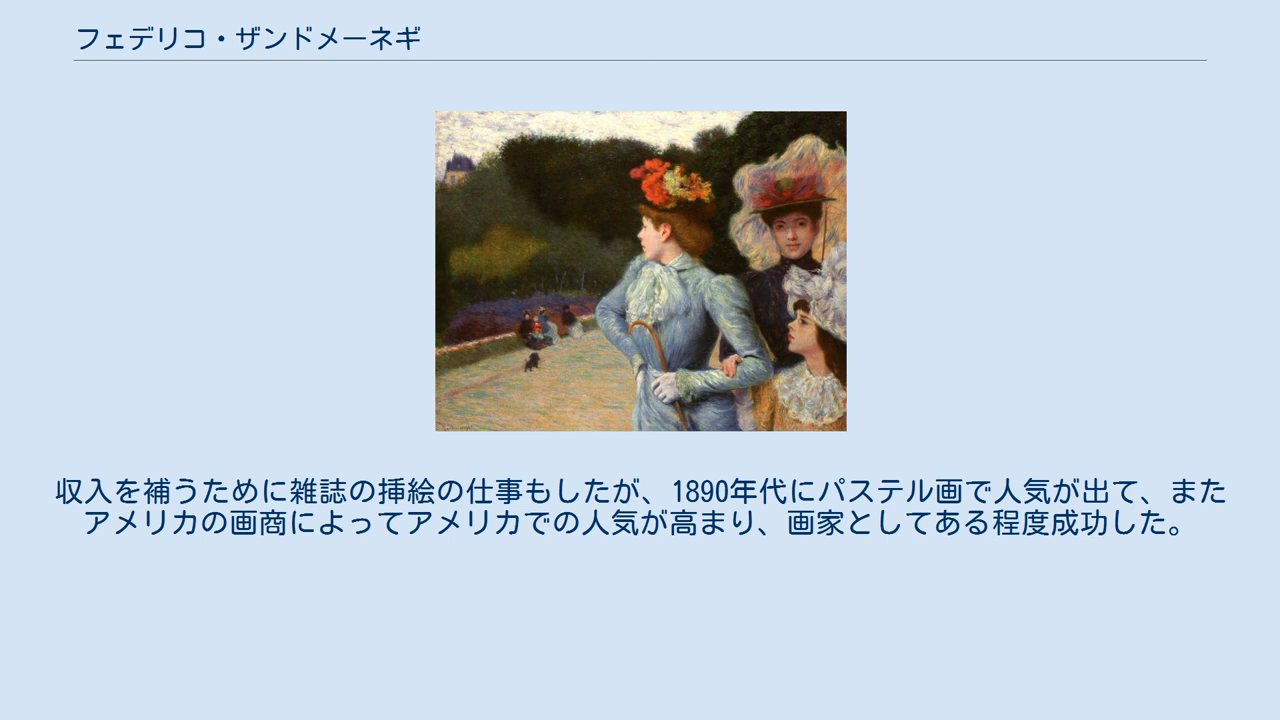 フェデリコ・ザンドメーネギ
収入を補うために雑誌の挿絵の仕事もしたが、1890年代にパステル画で人気が出て、また
アメリカの画商によってアメリカでの人気が高まり、画家としてある程度成功した。